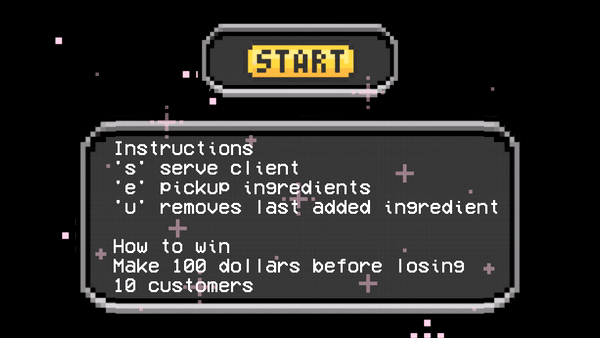 START
Instructions
's' serve client
'e' pickup ingredients
'u' removes last added ingredient
How to win
Make 100 dollars before losing
10 customers